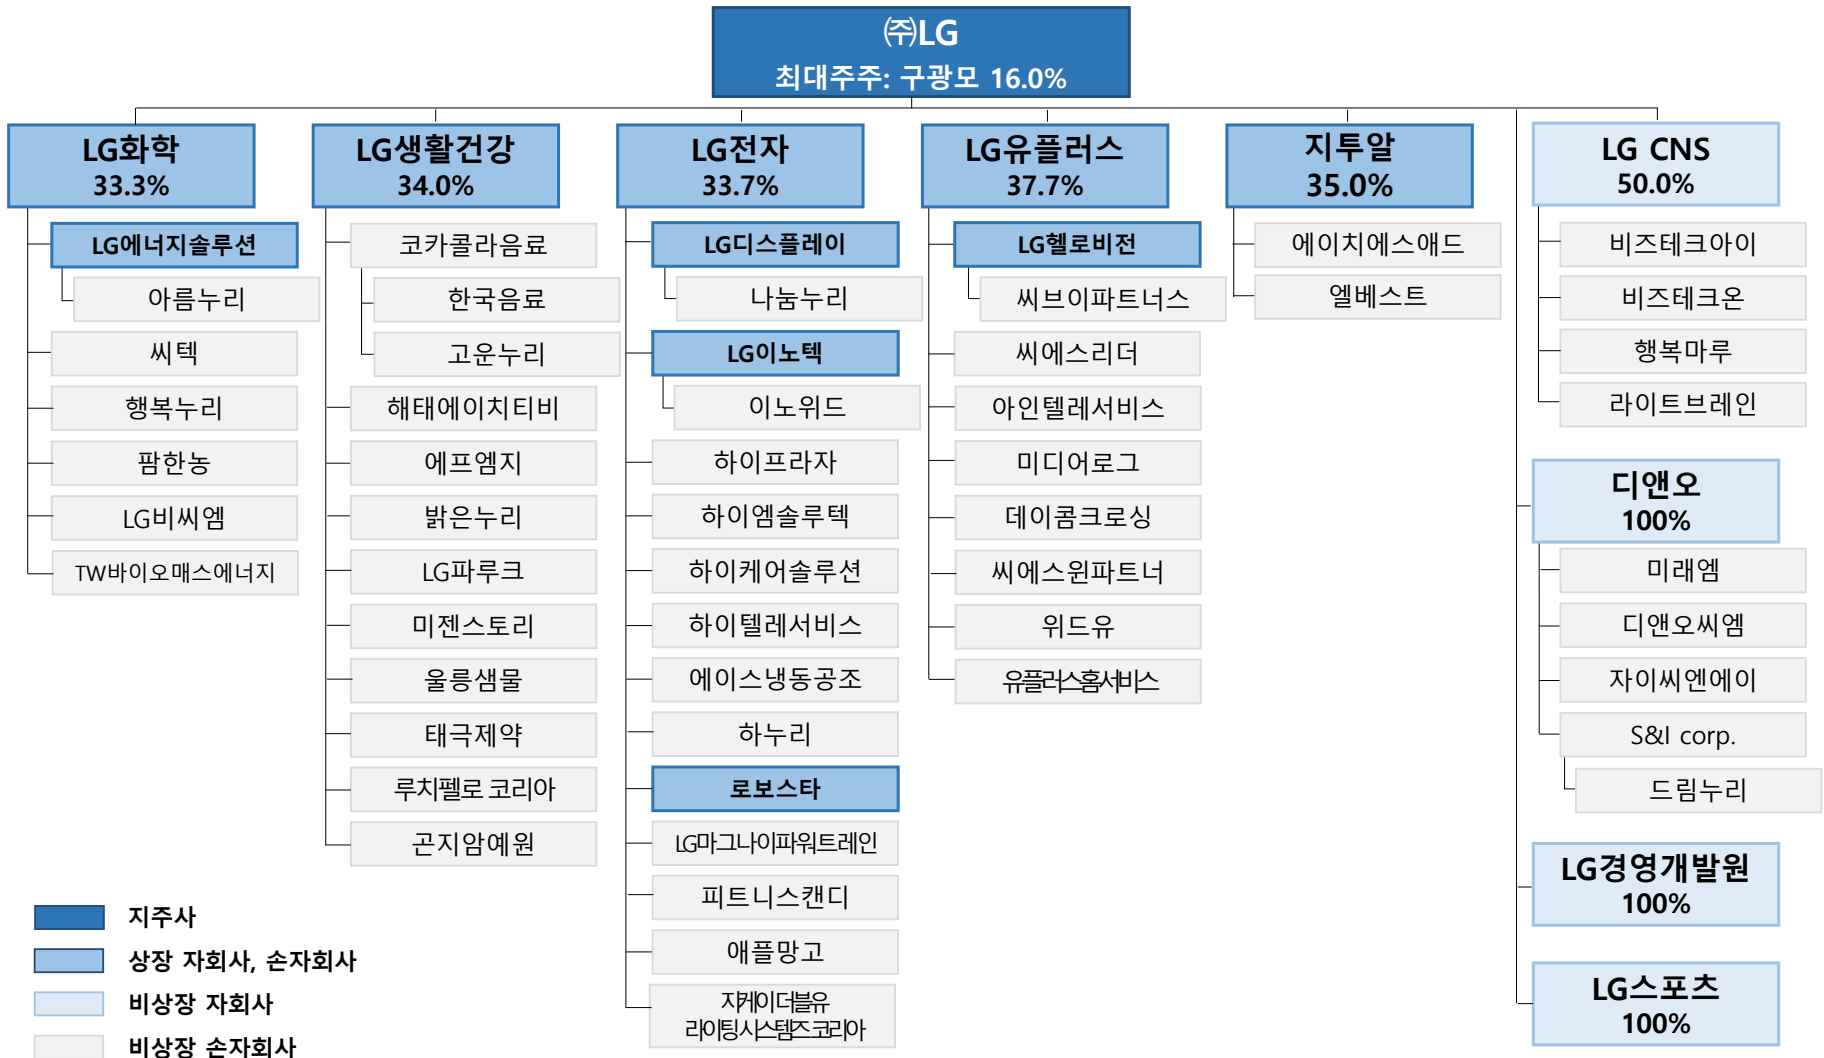 ㈜LG
최대주주: 구광모 16.0%
LG화학
33.3%
LG에너지솔루션
아름누리
씨텍
행복누리
팜한농
LG비씨엠
TW바이오매스에너지
LG생활건강
34.0%
코카콜라음료
한국음료
고운누리
해태에이치티비
에프엠지
밝은누리
LG파루크
미젠스토리
울릉샘물
태극제약
루치펠로 코리아
곤지암예원
LG전자
33.7%
LG디스플레이
나눔누리
LG이노텍
이노위드
하이프라자
하이엠솔루텍
하이케어솔루션
하이텔레서비스
에이스냉동공조
하누리
로보스타
LG마그나이파워트레인
피트니스캔디
애플망고
지케이더블유
라이팅시스템즈코리아
LG유플러스
37.7%
LG헬로비전
씨브이파트너스
씨에스리더
아인텔레서비스
미디어로그
데이콤크로싱
씨에스윈파트너
위드유
유플러스홈서비스
지투알
35.0%
에이치에스애드
엘베스트
LG CNS
50.0%
비즈테크아이
비즈테크온
행복마루
라이트브레인
디앤오
100%
미래엠
디앤오씨엠
자이씨엔에이
S&I corp.
드림누리
LG경영개발원
100%
LG스포츠
100%
지주사
상장 자회사, 손자회사
비상장 자회사
비상장 손자회사